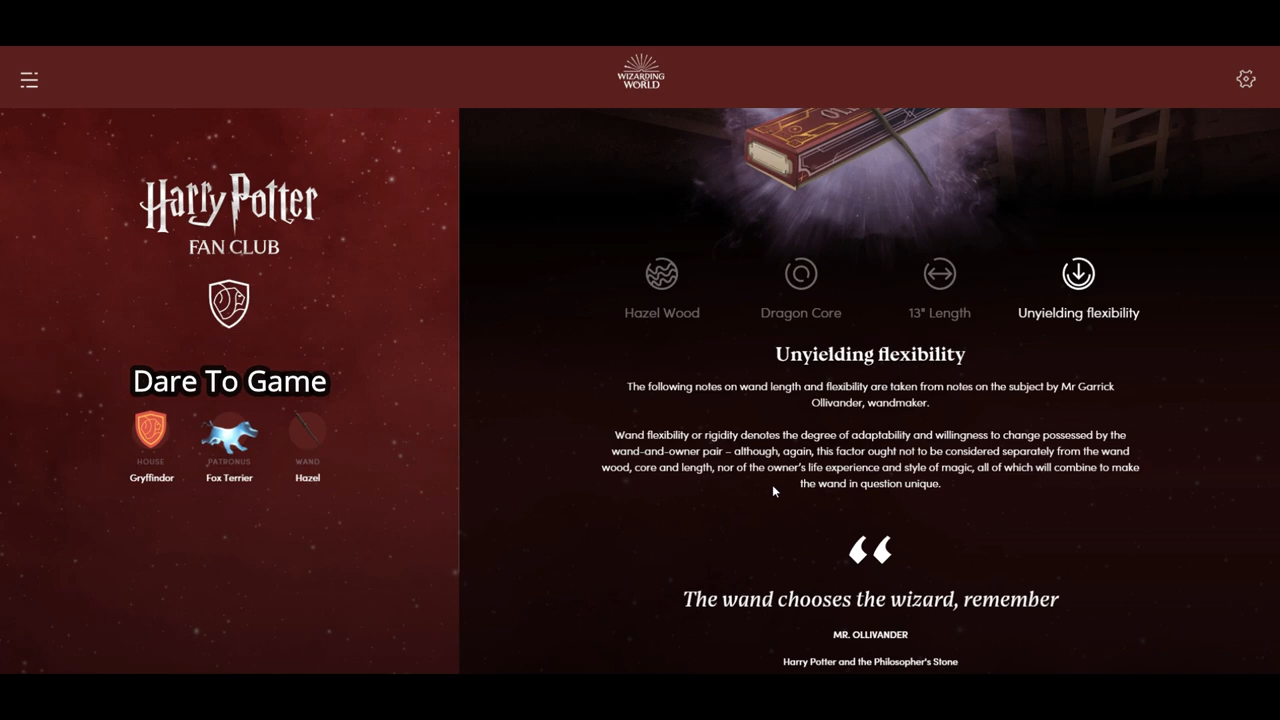 WIZARDING
WORLD
Harry Potter
FAN CLUB
Dare To Game
HOUSE
Gryffindor
PATRONUS
Fox Terrier
WAND
Hazel
Hazel Wood
Dragon Core
13" Length
Unyielding flexibility
Unyielding flexibility
The following notes on wand length and flexibility are taken from notes on the subject by Mr Garrick
Ollivander, wandmaker.
Wand flexibility or rigidity denotes the degree of adaptability and willingness to change possessed by the
wand-and-owner pair – although, again, this factor ought not to be considered separately from the wand
wood, core and length, nor of the owner's life experience and style of magic, all of which will combine to make
the wand in question unique.
“
The wand chooses the wizard, remember
MR. OLLIVANDER
Harry Potter and the Philosopher's Stone